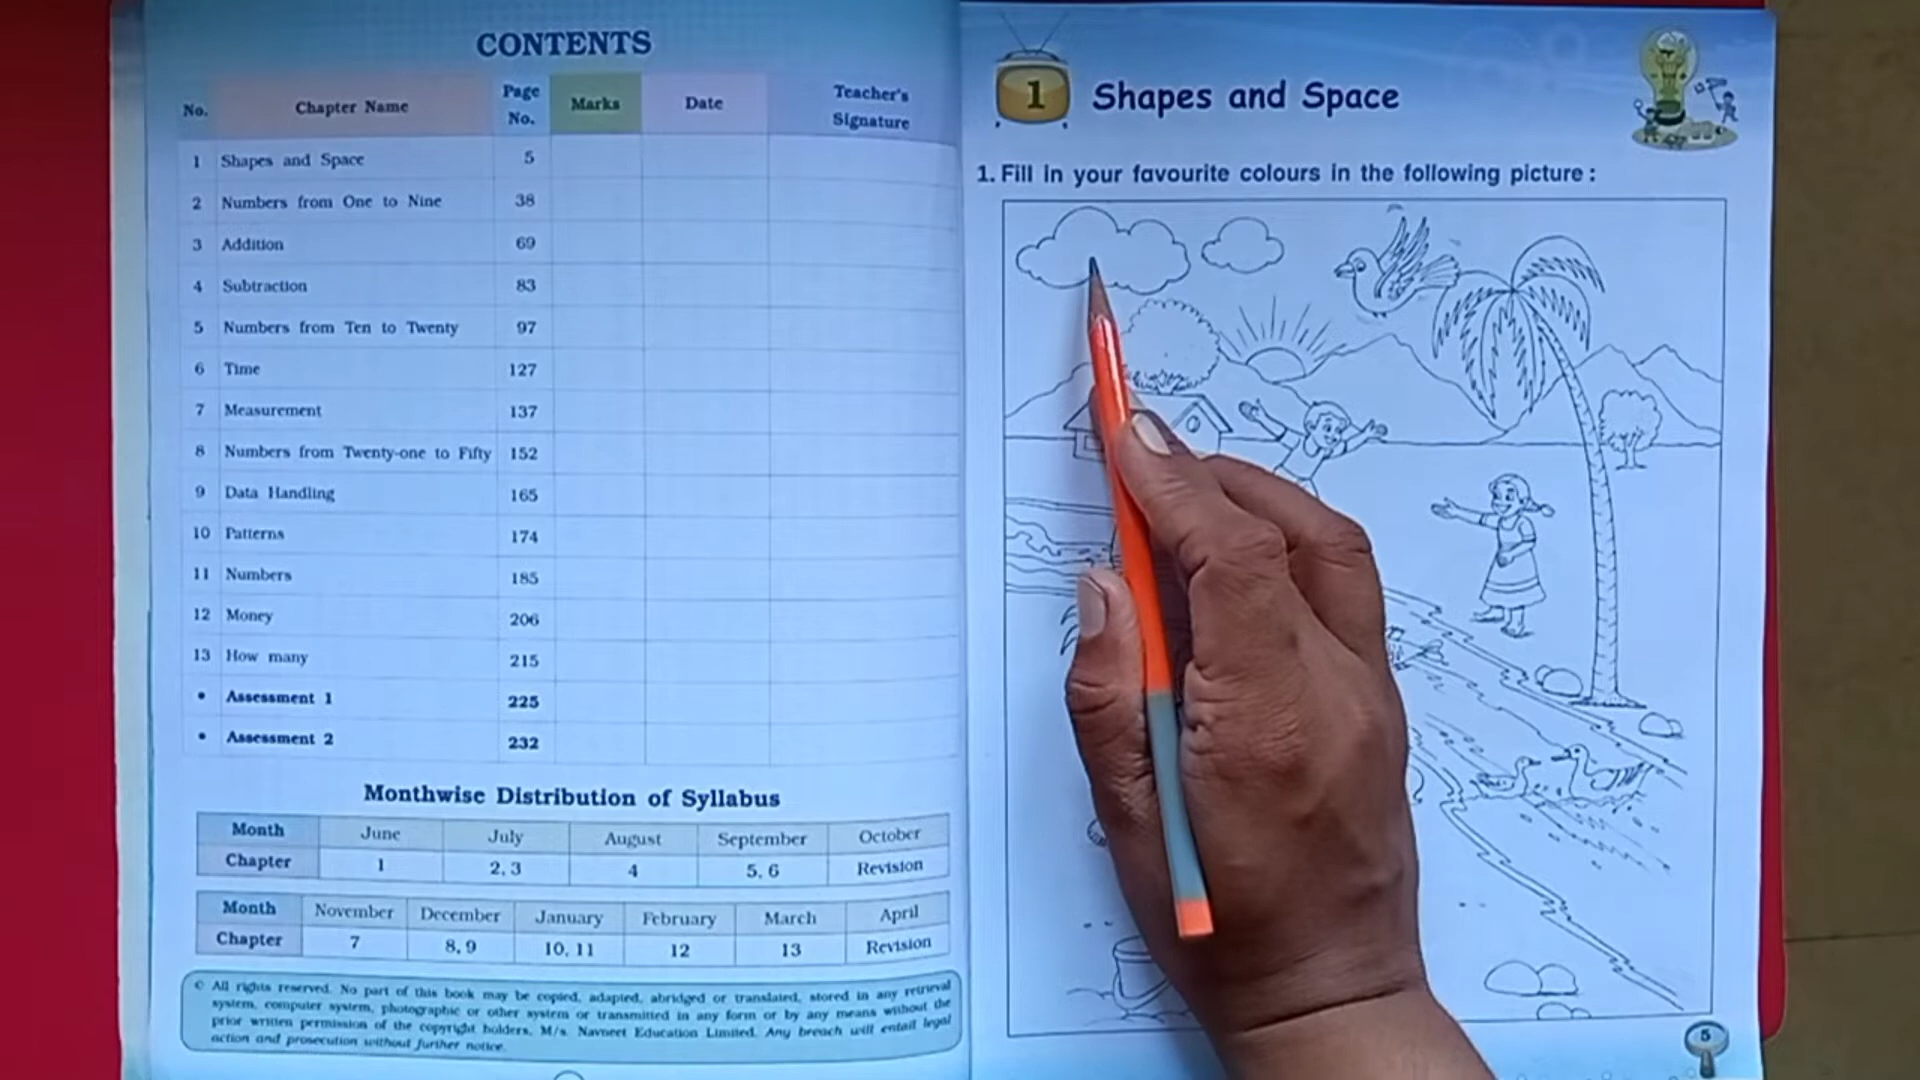 CONTENTS
No. Chapter Name Page No. Marks Date Teacher's Signature
1 Shapes and Space 5
2 Numbers from One to Nine 38
3 Addition 69
4 Subtraction 83
5 Numbers from Ten to Twenty 97
6 Time 127
7 Measurement 137
8 Numbers from Twenty-one to Fifty 152
9 Data Handling 165
10 Patterns 174
11 Numbers 185
12 Money 206
13 How many 215
• Assessment 1 225
• Assessment 2 232
Monthwise Distribution of Syllabus
Month June July August September October
Chapter 1 2, 3 4 5, 6 Revision
Month November December January February March April
Chapter 7 8, 9 10, 11 12 13 Revision
© All rights reserved. No part of this book may be copied, adapted, abridged or translated, stored in any retrieval
system, computer system, photographic or other system or transmitted in any form or by any means without the
prior written permission of the copyright holders, M/s. Navneet Education Limited. Any breach will entail legal
action and prosecution without further notice.
1 Shapes and Space
1. Fill in your favourite colours in the following picture :
5